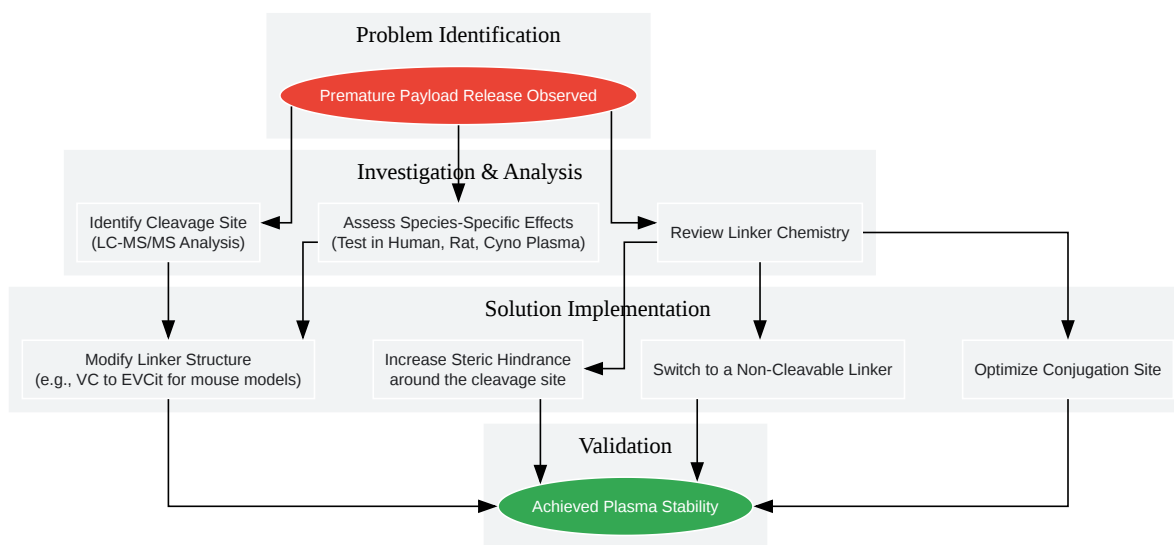 Problem Identification
Premature Payload Release Observed
Investigation & Analysis
Identify Cleavage Site
(LC-MS/MS Analysis)
Assess Species-Specific Effects
(Test in Human, Rat, Cyno Plasma)
Review Linker Chemistry
Solution Implementation
Modify Linker Structure
(e.g., VC to EVCit for mouse models)
Increase Steric Hindrance
around the cleavage site
Switch to a Non-Cleavable Linker
Optimize Conjugation Site
Validation
Achieved Plasma Stability